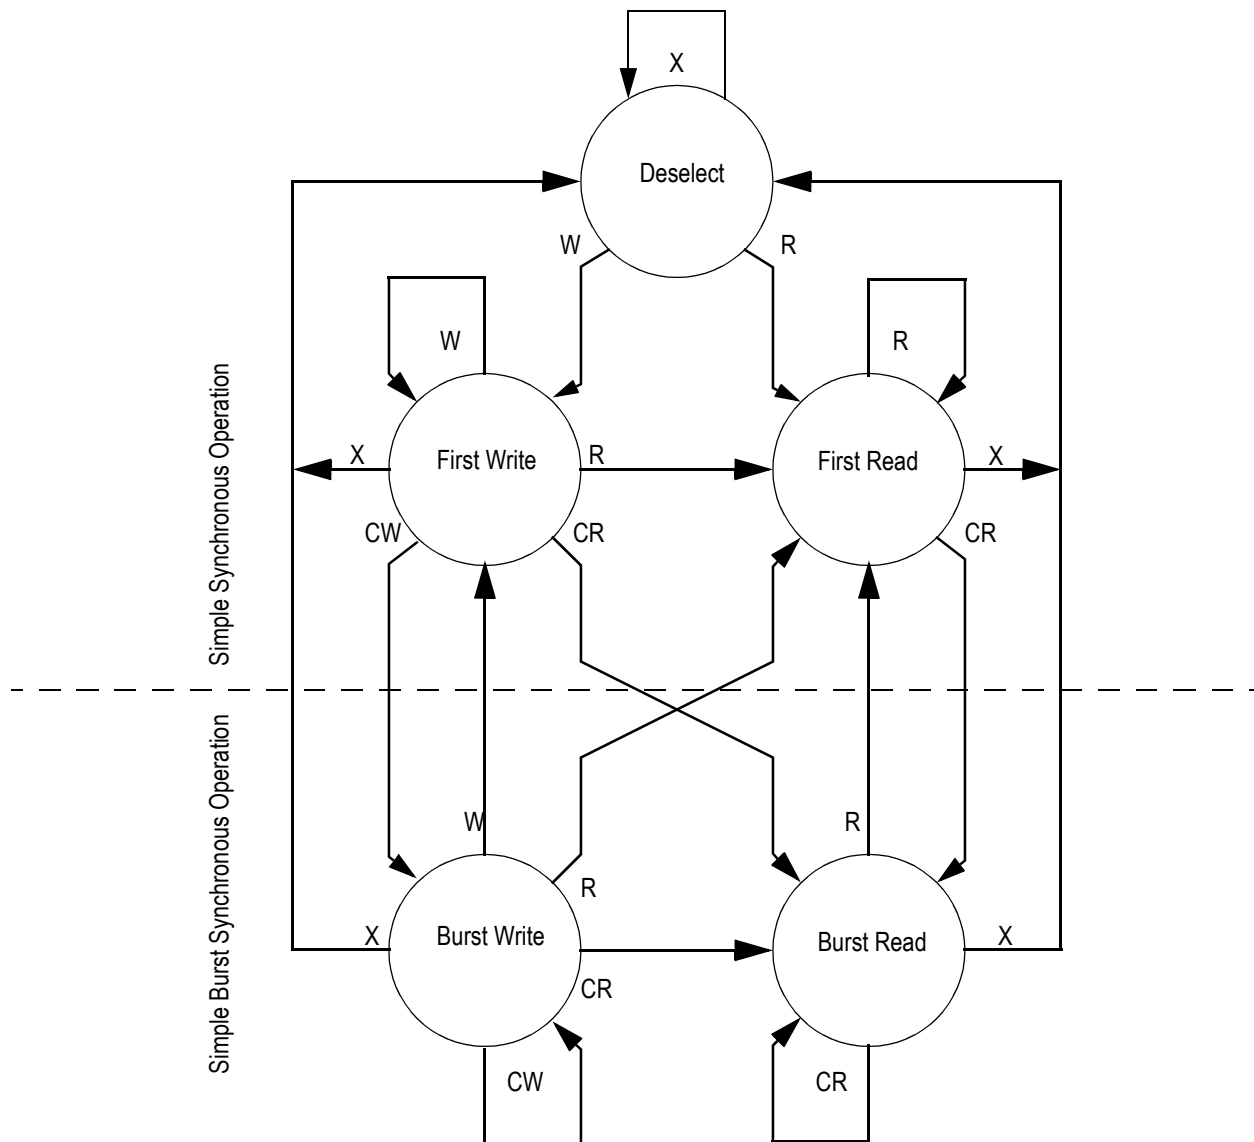 X
Deselect
W
R
W
R
Simple Synchronous Operation
X
First Write
R
First Read
X
CW
CR
CR
Simple Burst Synchronous Operation
W
R
R
X
Burst Write
Burst Read
X
CR
CW
CR